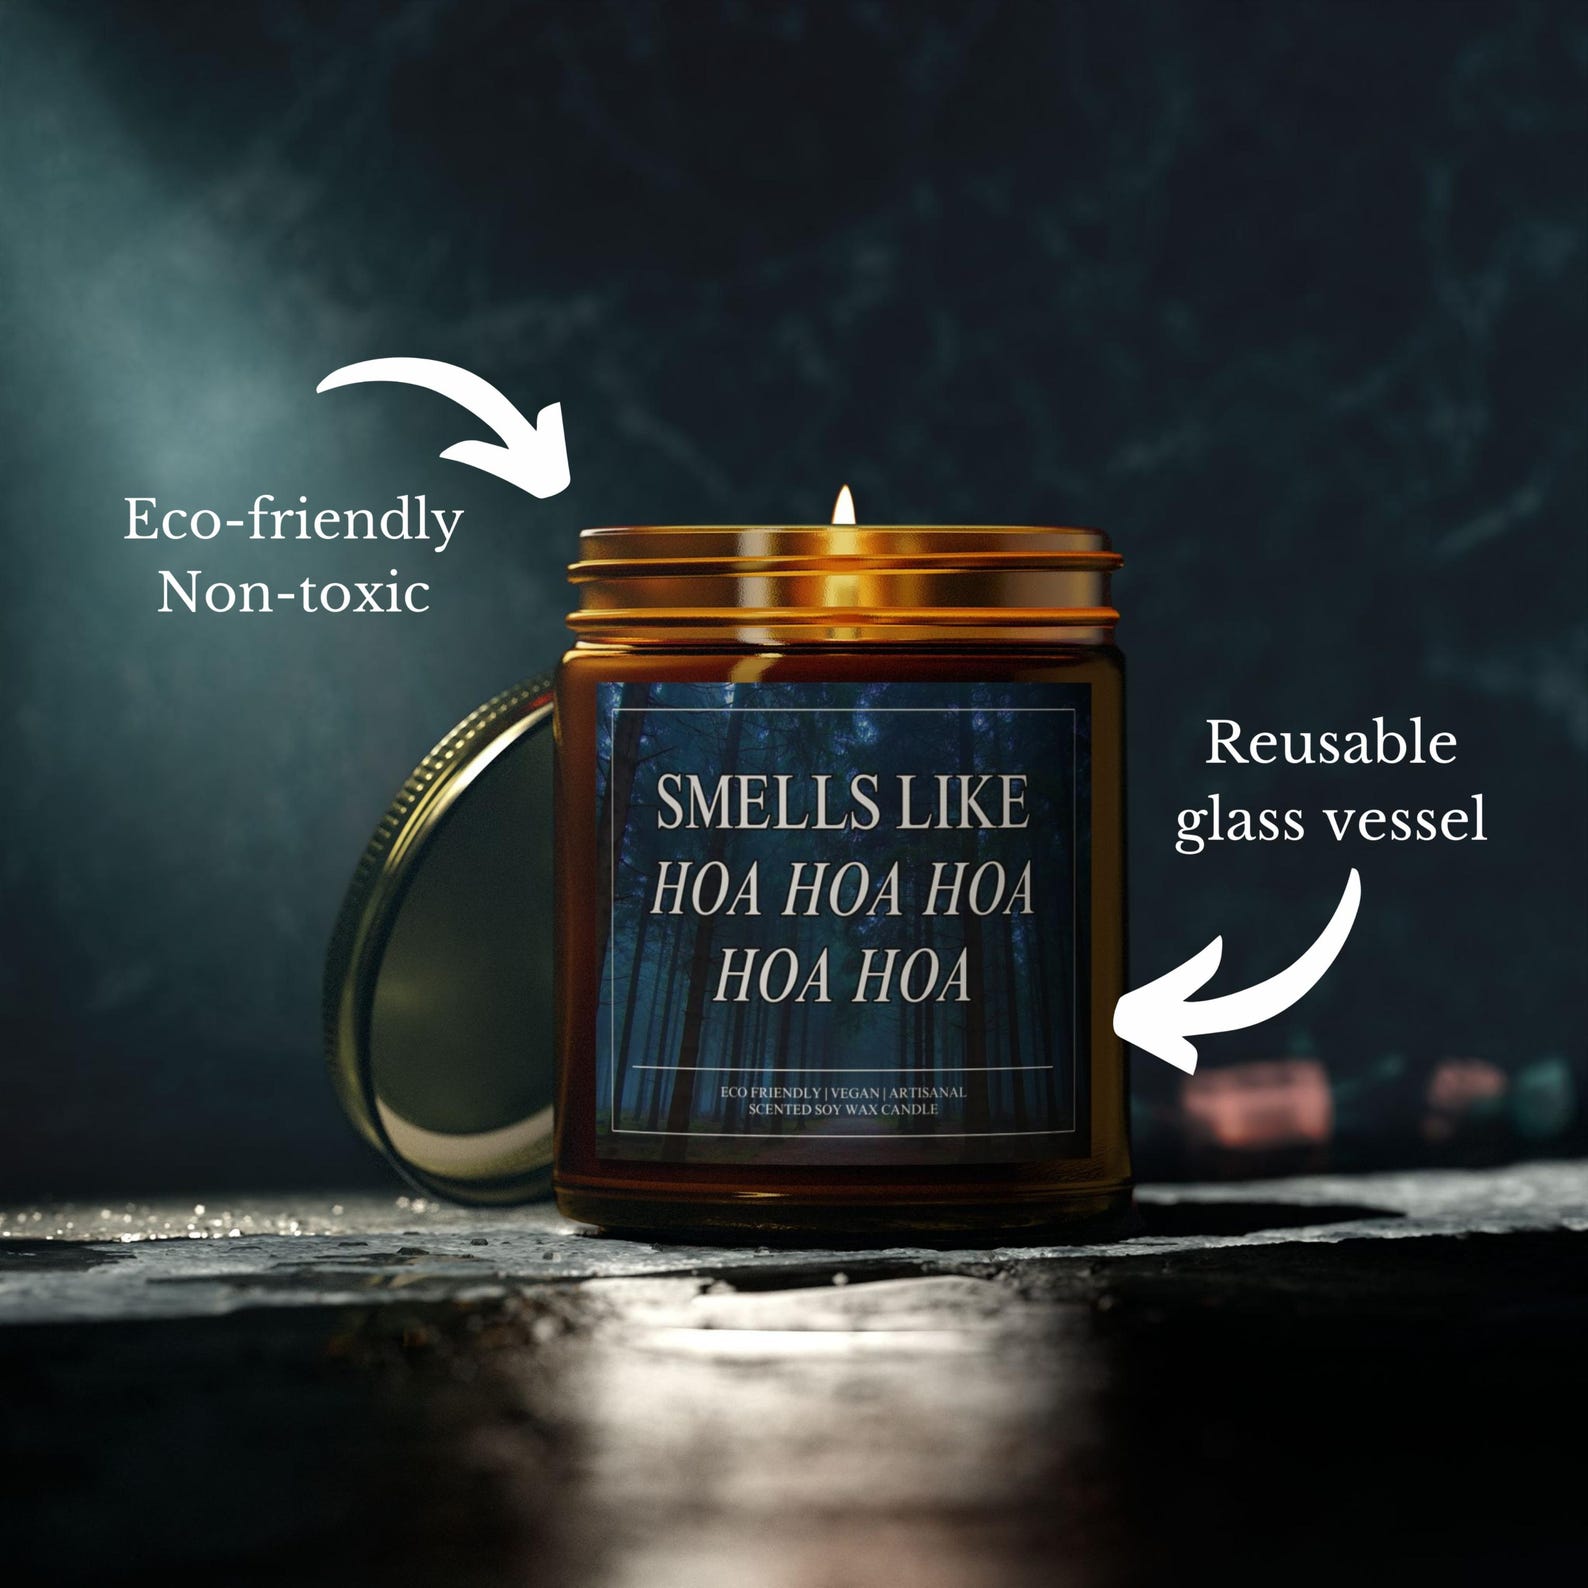 Eco-friendly
Non-toxic
SMELLS LIKE
HOA HOA HOA
HOA HOA
ECO FRIENDLY | VEGAN | ARTISANAL
SCENTED SOY WAX CANDLE
Reusable
glass vessel